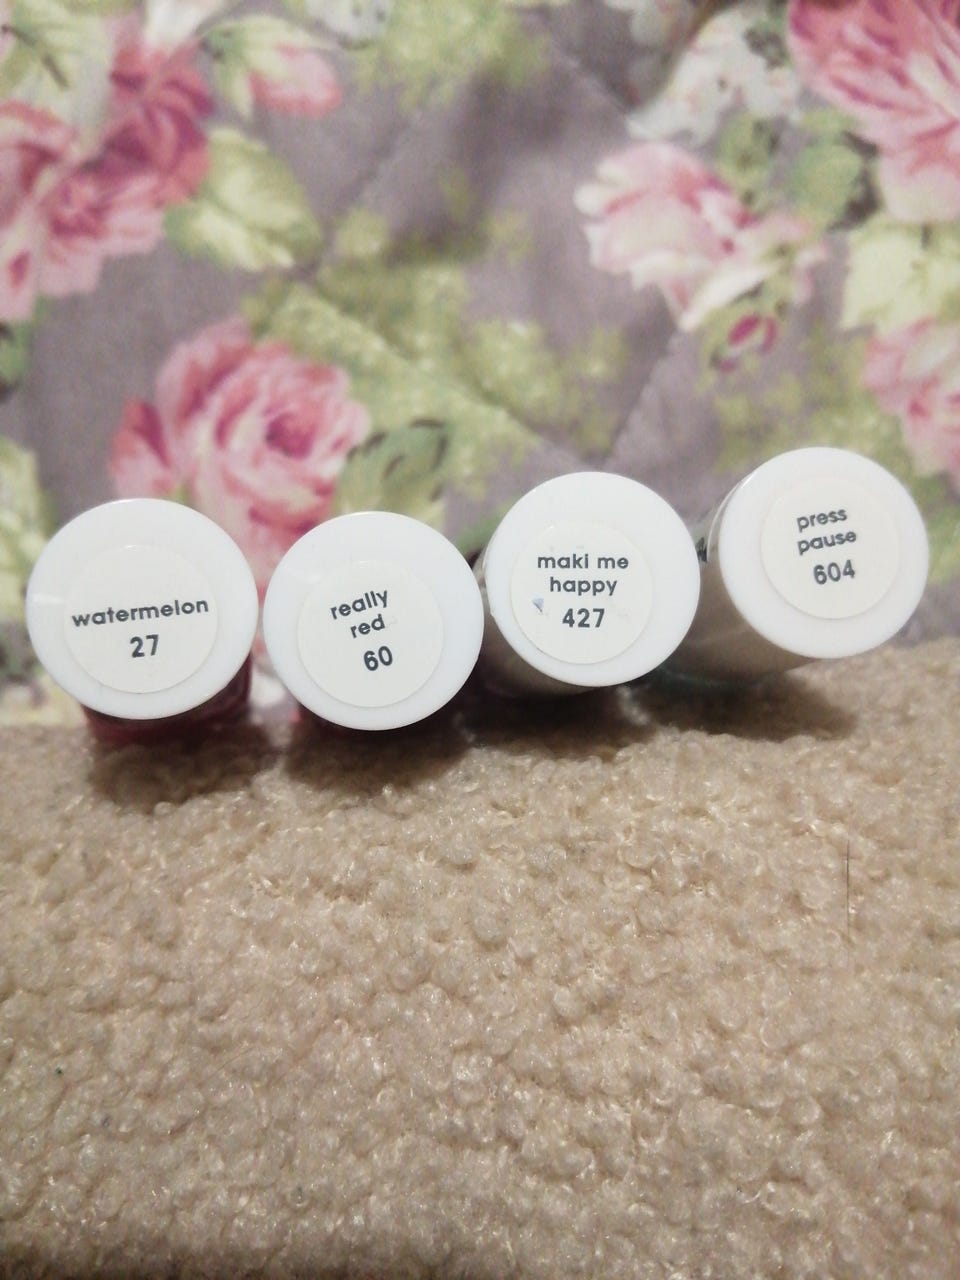 watermelon
27
really
red
60
maki me
happy
427
press
pause
604